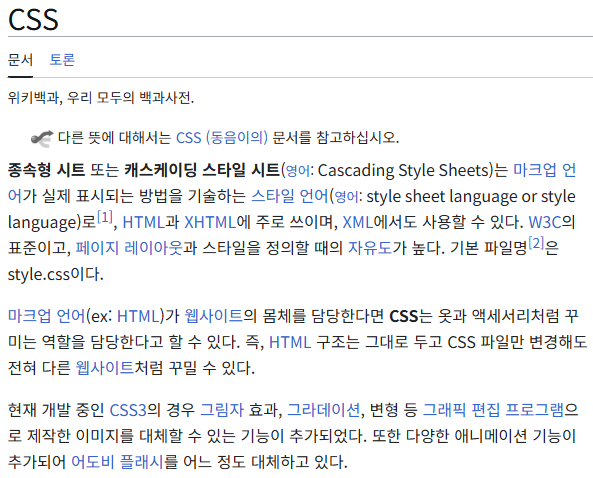 CSS
문서 토론
위키백과, 우리 모두의 백과사전.
다른 뜻에 대해서는 CSS (동음이의) 문서를 참고하십시오.
종속형 시트 또는 캐스케이딩 스타일 시트(영어: Cascading Style Sheets)는 마크업 언
어가 실제 표시되는 방법을 기술하는 스타일 언어(영어: style sheet language or style
language)로[1], HTML과 XHTML에 주로 쓰이며, XML에서도 사용할 수 있다. W3C의
표준이고, 페이지 레이아웃과 스타일을 정의할 때의 자유도가 높다. 기본 파일명[2]은
style.css이다.
마크업 언어(ex: HTML)가 웹사이트의 몸체를 담당한다면 CSS는 옷과 액세서리처럼 꾸
미는 역할을 담당한다고 할 수 있다. 즉, HTML 구조는 그대로 두고 CSS 파일만 변경해도
전혀 다른 웹사이트처럼 꾸밀 수 있다.
현재 개발 중인 CSS3의 경우 그림자 효과, 그라데이션, 변형 등 그래픽 편집 프로그램으
로 제작한 이미지를 대체할 수 있는 기능이 추가되었다. 또한 다양한 애니메이션 기능이
추가되어 어도비 플래시를 어느 정도 대체하고 있다.